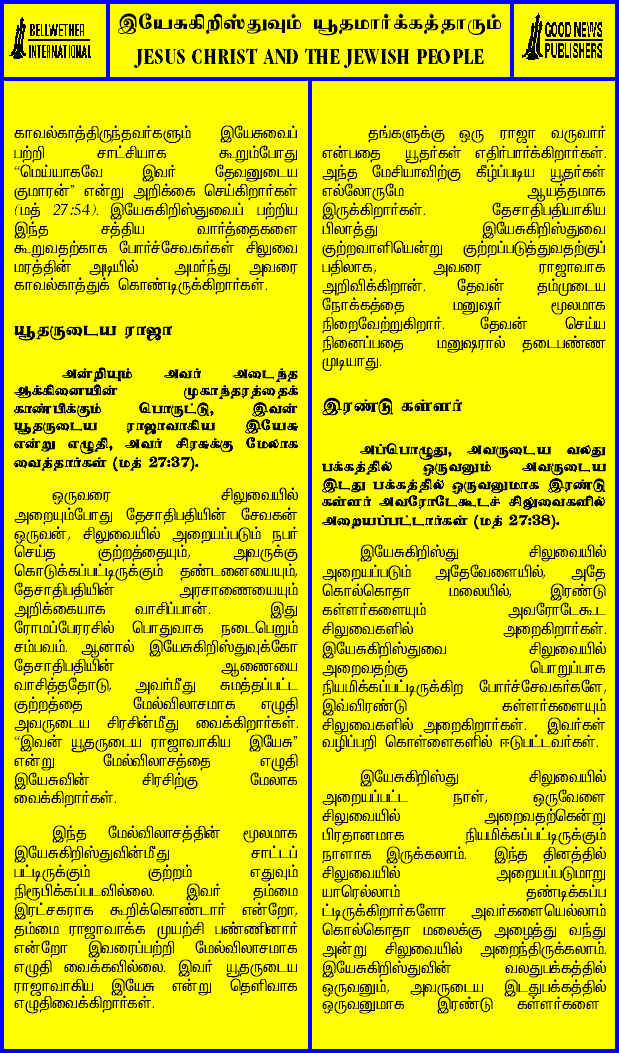 BELLWETHER
INTERNATIONAL
இயேசுகிறிஸ்துவும் யூதமார்க்கத்தாரும்
JESUS CHRIST AND THE JEWISH PEOPLE
GOOD NEWS
PUBLISHERS
காவல்காத்திருந்தவர்களும் இயேசுவைப்
பற்றி சாட்சியாக கூறும்போது
“மெய்யாகவே இவர் தேவனுடைய
குமாரன்” என்று அறிக்கை செய்கிறார்கள்
(மத் 27:54). இயேசுகிறிஸ்துவைப் பற்றிய
இந்த சத்திய வார்த்தைகளை
கூறுவதற்காக போர்ச்சேவகர்கள் சிலுவை
மரத்தின் அடியில் அமர்ந்து அவரை
காவல்காத்துக் கொண்டிருக்கிறார்கள்.
யூதருடைய ராஜா
அன்றியும் அவர் அடைந்த
ஆக்கினையின் முகாந்தரத்தைக்
காண்பிக்கும் பொருட்டு, இவன்
யூதருடைய ராஜாவாகிய இயேசு
என்று எழுதி, அவர் சிரசுக்கு மேலாக
வைத்தார்கள் (மத் 27:37).
ஒருவரை சிலுவையில்
அறையும்போது தேசாதிபதியின் சேவகன்
ஒருவன், சிலுவையில் அறையப்படும் நபர்
செய்த குற்றத்தையும், அவருக்கு
கொடுக்கப்பட்டிருக்கும் தண்டனையையும்,
தேசாதிபதியின் அரசாணையையும்
அறிக்கையாக வாசிப்பான். இது
ரோமப்பேரரசில் பொதுவாக நடைபெறும்
சம்பவம். ஆனால் இயேசுகிறிஸ்துவுக்கோ
தேசாதிபதியின் ஆணையை
வாசித்ததோடு, அவர்மீது சுமத்தப்பட்ட
குற்றத்தை மேல்விலாசமாக எழுதி
அவருடைய சிரசின்மீது வைக்கிறார்கள்.
“இவன் யூதருடைய ராஜாவாகிய இயேசு”
என்று மேல்விலாசத்தை எழுதி
இயேசுவின் சிரசிற்கு மேலாக
வைக்கிறார்கள்.
இந்த மேல்விலாசத்தின் மூலமாக
இயேசுகிறிஸ்துவின்மீது சாட்டப்
பட்டிருக்கும் குற்றம் எதுவும்
நிரூபிக்கப்படவில்லை. இவர் தம்மை
இரட்சகராக கூறிக்கொண்டார் என்றோ,
தம்மை ராஜாவாக்க முயற்சி பண்ணினார்
என்றோ இவரைப்பற்றி மேல்விலாசமாக
எழுதி வைக்கவில்லை. இவர் யூதருடைய
ராஜாவாகிய இயேசு என்று தெளிவாக
எழுதிவைக்கிறார்கள்.
தங்களுக்கு ஒரு ராஜா வருவார்
என்பதை யூதர்கள் எதிர்பார்க்கிறார்கள்.
அந்த மேசியாவிற்கு கீழ்ப்படிய யூதர்கள்
எல்லோருமே ஆயத்தமாக
இருக்கிறார்கள். தேசாதிபதியாகிய
பிலாத்து இயேசுகிறிஸ்துவை
குற்றவாளியென்று குற்றப்படுத்துவதற்குப்
பதிலாக, அவரை ராஜாவாக
அறிவிக்கிறான். தேவன் தம்முடைய
நோக்கத்தை மனுஷர் மூலமாக
நிறைவேற்றுகிறார். தேவன் செய்ய
நினைப்பதை மனுஷரால் தடைபண்ண
முடியாது.
இரண்டு கள்ளர்
அப்பொழுது, அவருடைய வலது
பக்கத்தில் ஒருவனும் அவருடைய
இடது பக்கத்தில் ஒருவனுமாக இரண்டு
கள்ளர் அவரோடேகூடச் சிலுவைகளில்
அறையப்பட்டார்கள் (மத் 27:38).
இயேசுகிறிஸ்து சிலுவையில்
அறையப்படும் அதேவேளையில், அதே
கொல்கொதா மலையில், இரண்டு
கள்ளர்களையும் அவரோடேகூட
சிலுவைகளில் அறைகிறார்கள்.
இயேசுகிறிஸ்துவை சிலுவையில்
அறைவதற்கு பொறுப்பாக
நியமிக்கப்பட்டிருக்கிற போர்ச்சேவகர்களே,
இவ்விரண்டு கள்ளர்களையும்
சிலுவைகளில் அறைகிறார்கள். இவர்கள்
வழிப்பறி கொள்ளைகளில் ஈடுபட்டவர்கள்.
இயேசுகிறிஸ்து சிலுவையில்
அறையப்பட்ட நாள், ஒருவேளை
சிலுவையில் அறைவதற்கென்று
பிரதானமாக நியமிக்கப்பட்டிருக்கும்
நாளாக இருக்கலாம். இந்த தினத்தில்
சிலுவையில் அறையப்படுமாறு
யாரெல்லாம் தண்டிக்கப்ப
ட்டிருக்கிறார்களோ அவர்களையெல்லாம்
கொல்கொதா மலைக்கு அழைத்து வந்து
அன்று சிலுவையில் அறைந்திருக்கலாம்.
இயேசுகிறிஸ்துவின் வலதுபக்கத்தில்
ஒருவனும், அவருடைய இடதுபக்கத்தில்
ஒருவனுமாக இரண்டு கள்ளர்களை